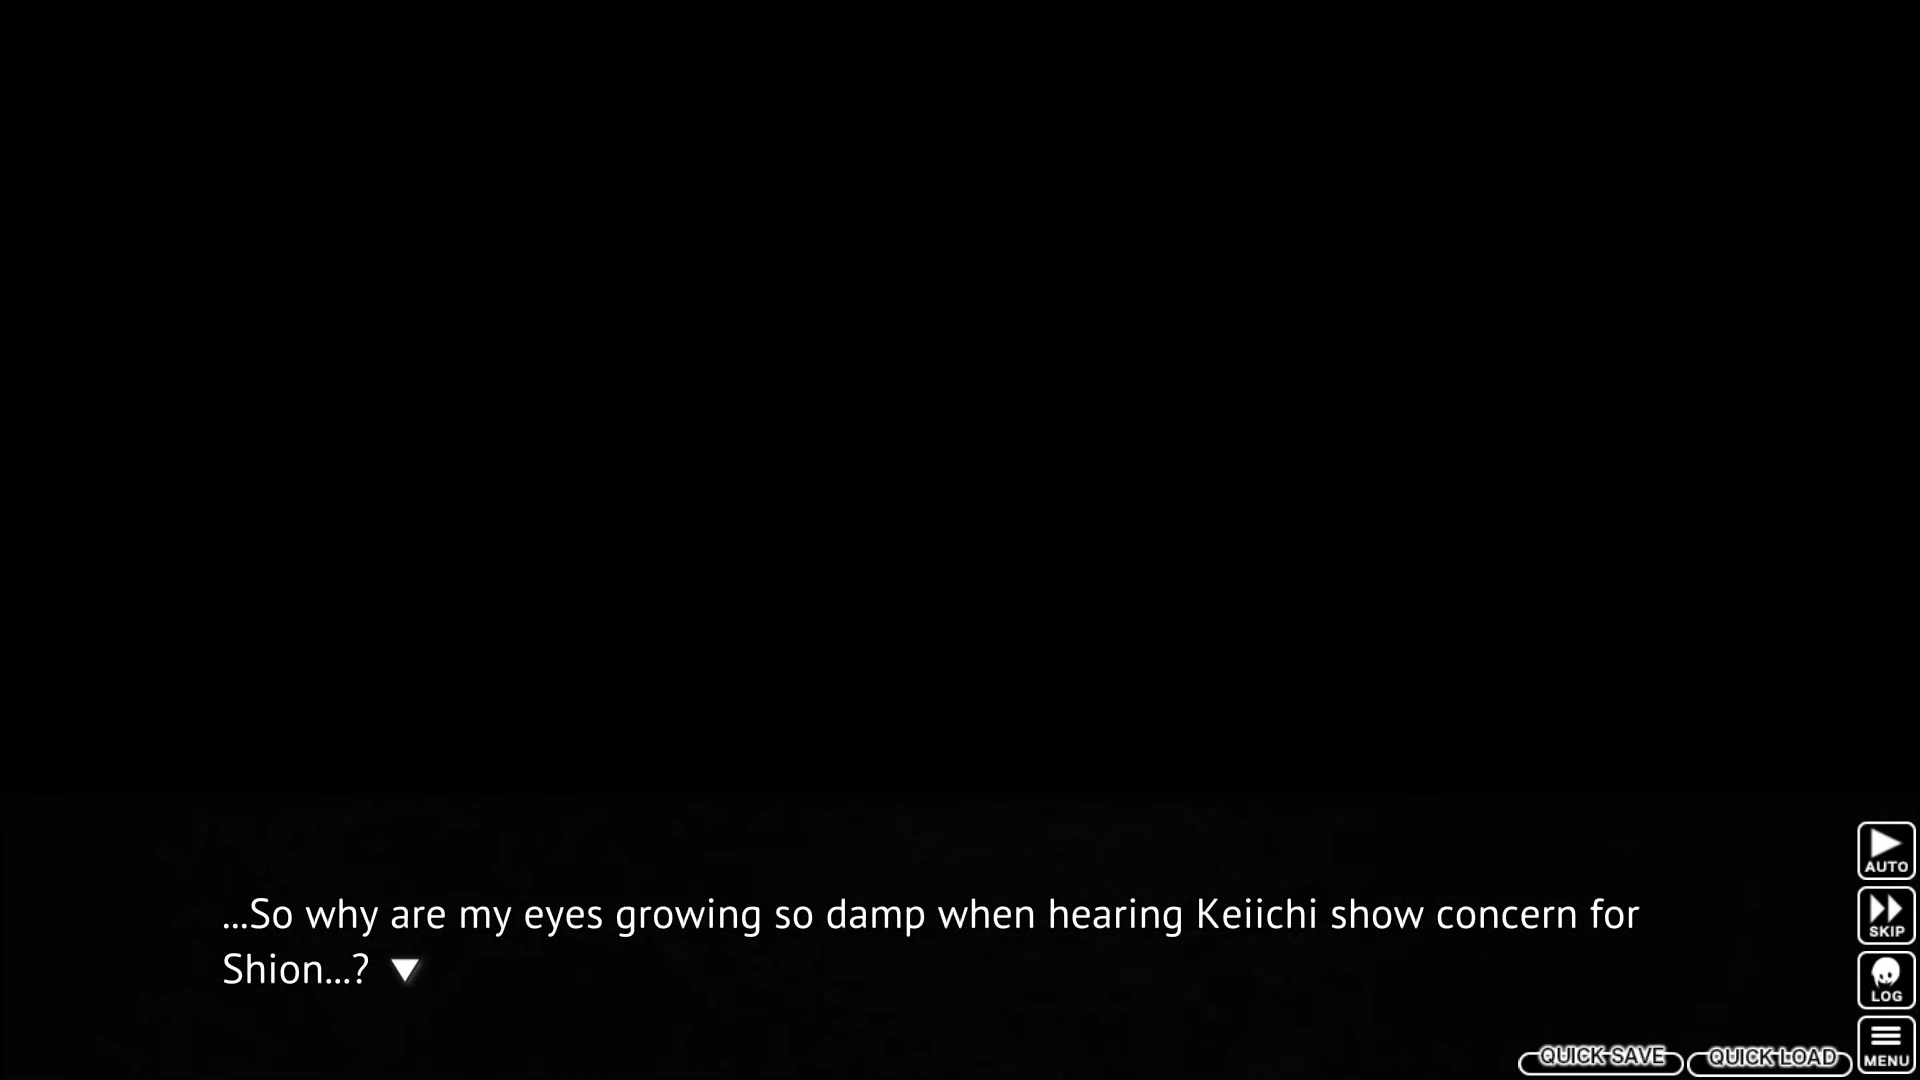 ...So why are my eyes growing so damp when hearing Keiichi show concern for
Shion...?
AUTO
SKIP
LOG
MENU
QUICK SAVE
QUICK LOAD